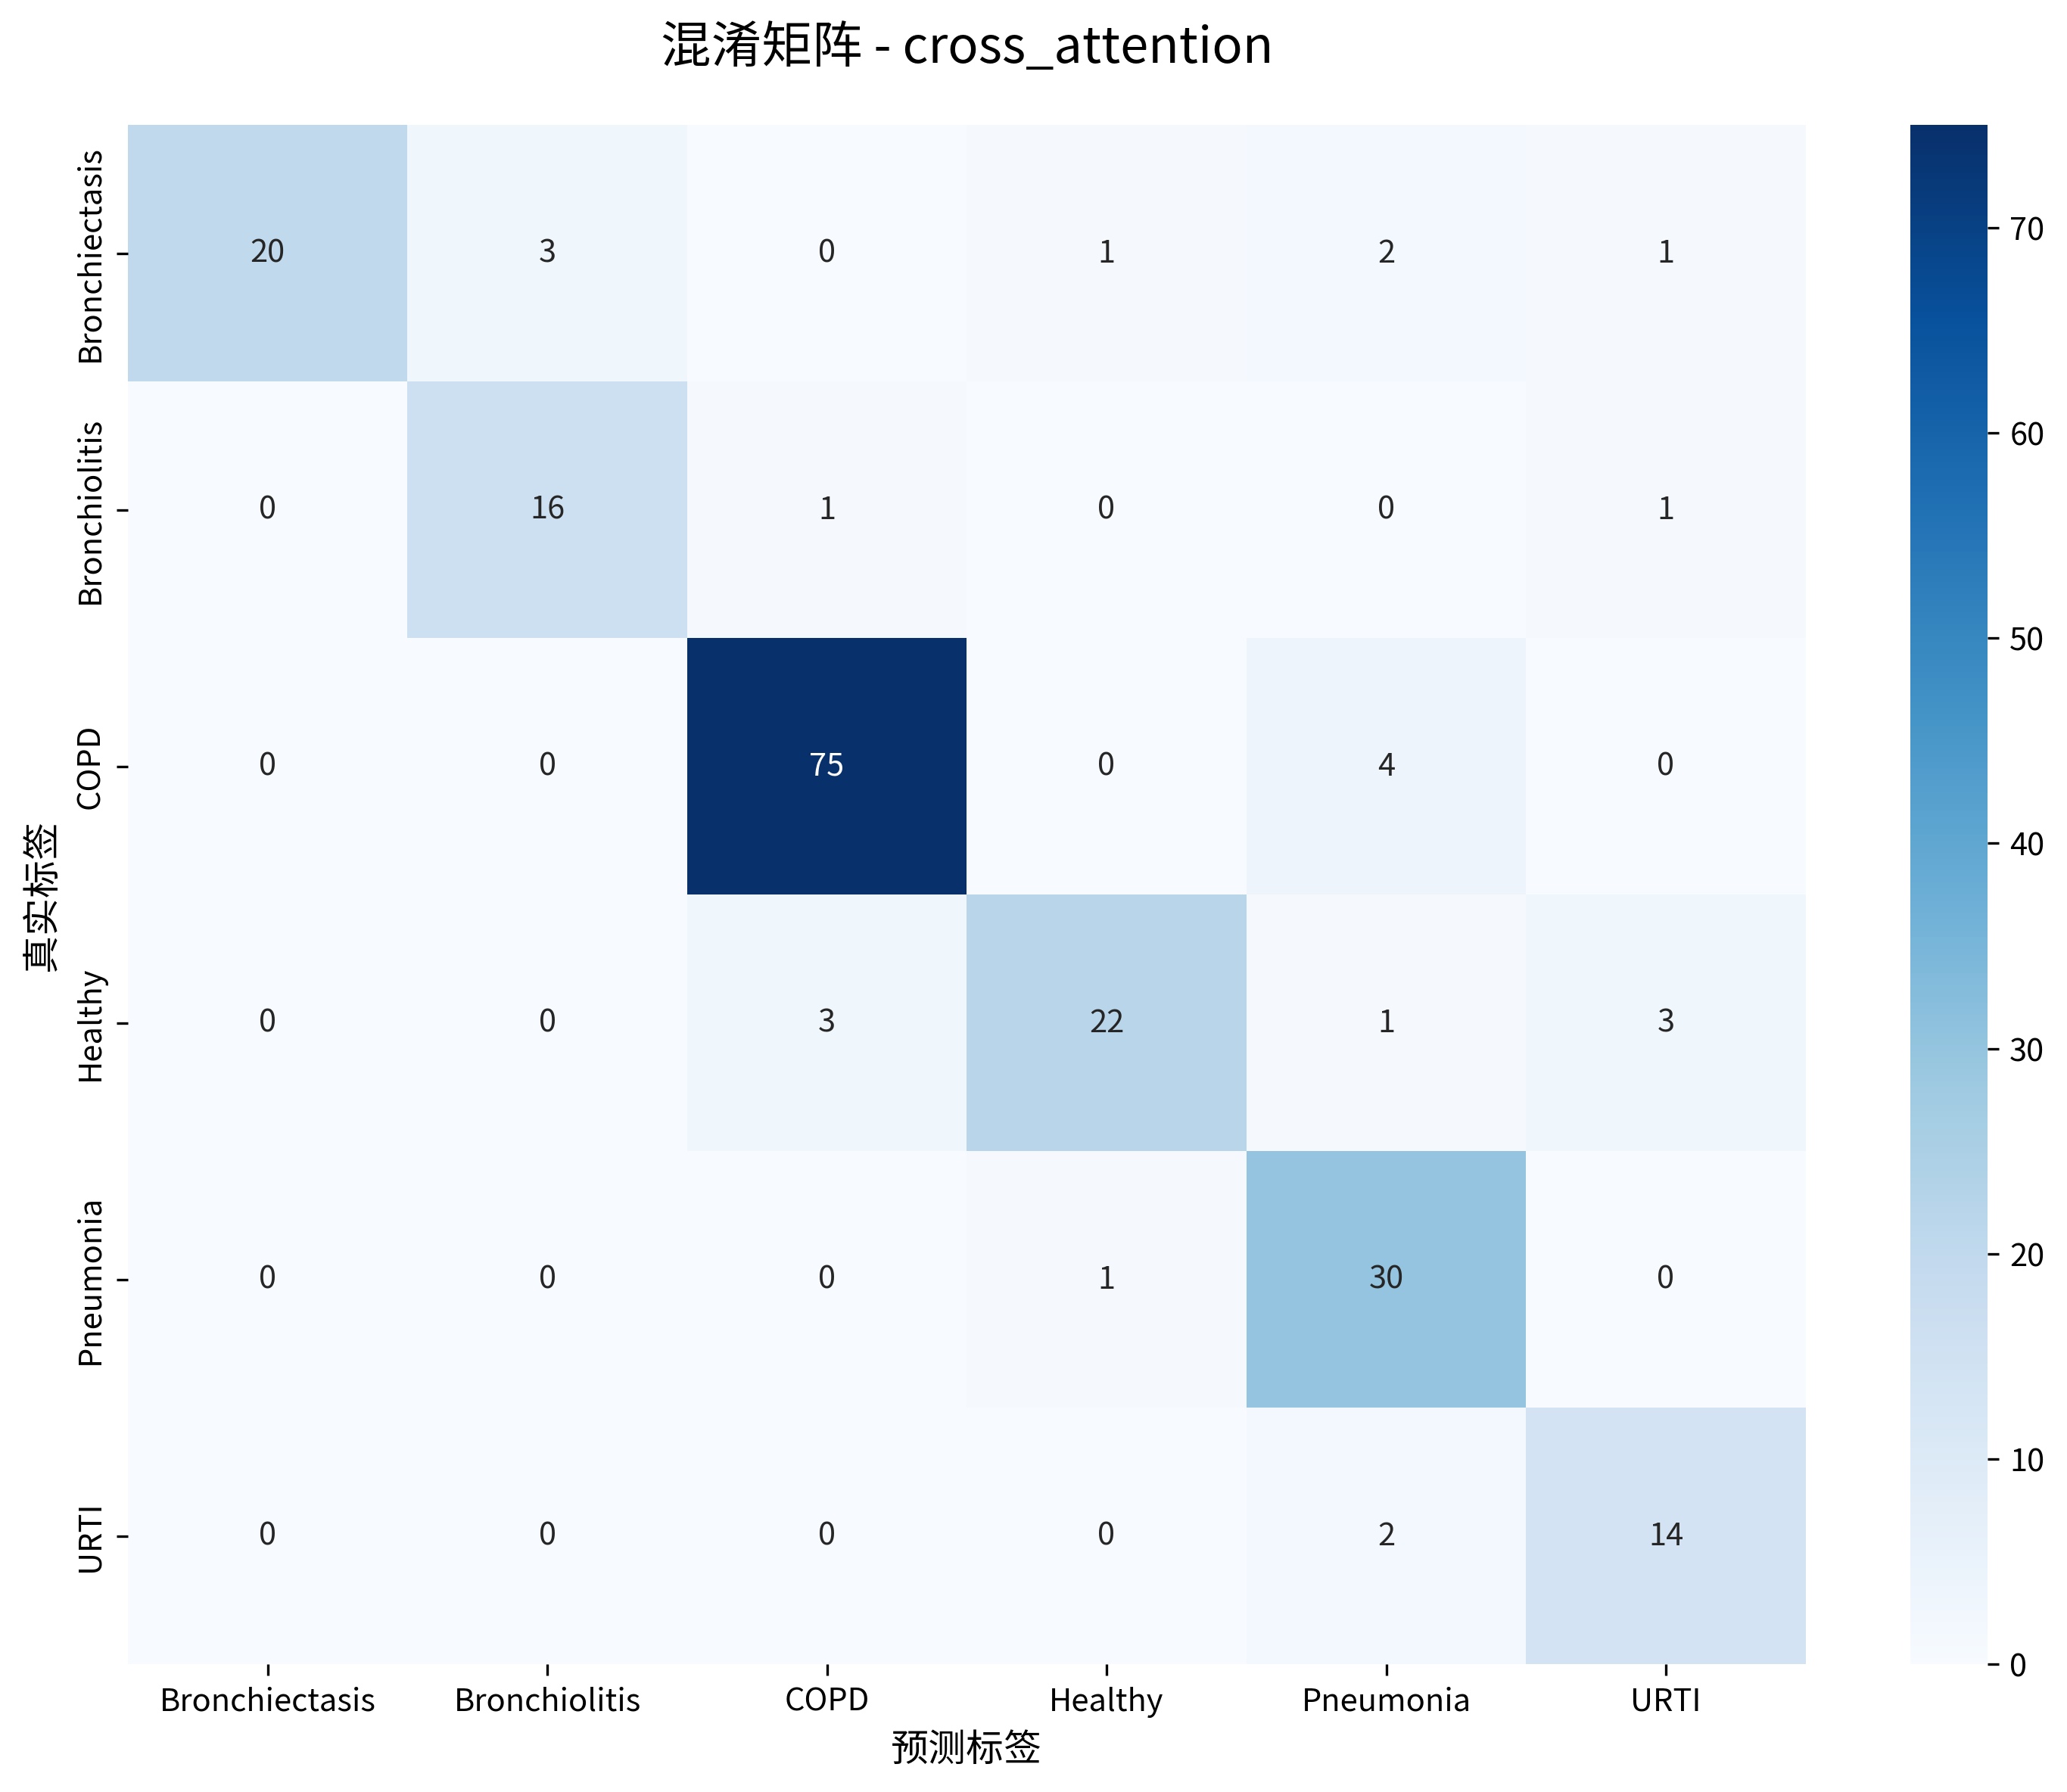 混淆矩阵 - cross_attention
真实标签
Bronchiectasis 20 3 0 1 2 1
Bronchiolitis 0 16 1 0 0 1
COPD 0 0 75 0 4 0
Healthy 0 0 3 22 1 3
Pneumonia 0 0 0 1 30 0
URTI 0 0 0 0 2 14
Bronchiectasis Bronchiolitis COPD Healthy Pneumonia URTI
预测标签
70
60
50
40
30
20
10
0